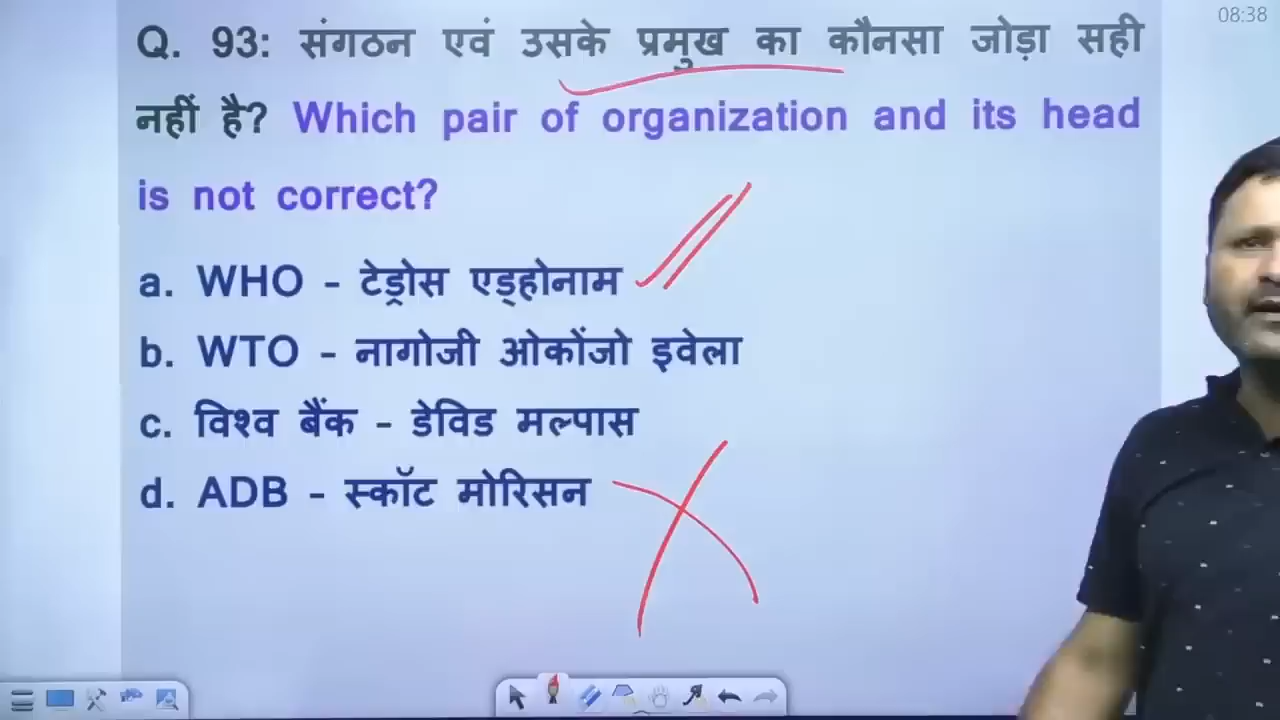 08:38
Q. 93: संगठन एवं उसके प्रमुख का कौनसा जोड़ा सही
नहीं है? Which pair of organization and its head
is not correct?
a. WHO - टेड्रोस एड्होनाम
b. WTO - नागोजी ओकोंजो इवेला
c. विश्व बैंक - डेविड मल्पास
d. ADB - स्कॉट मोरिसन